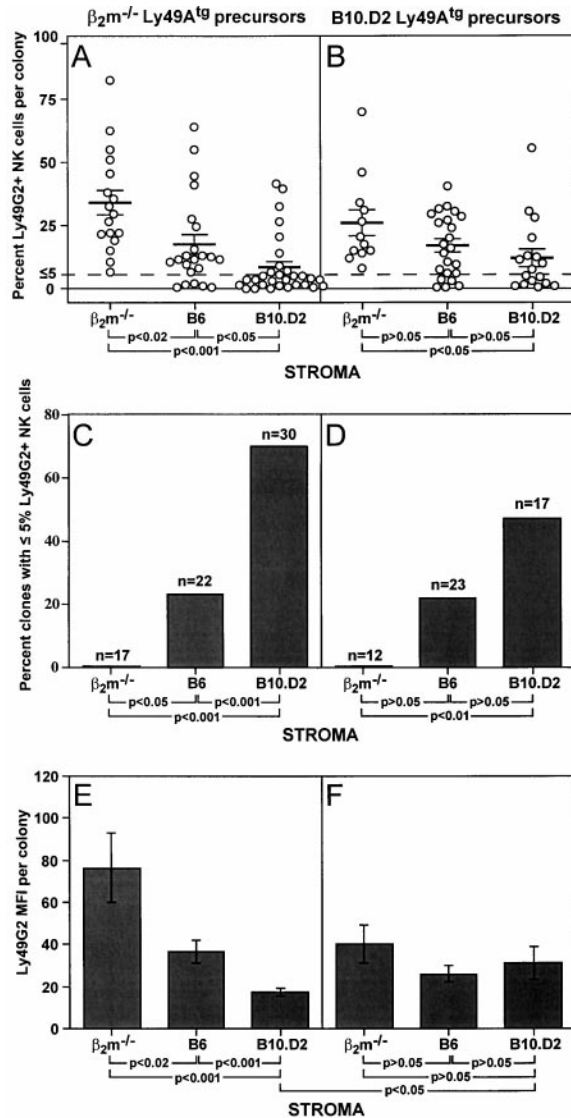 β2m-/- Ly49Atg precursors
B10.D2 Ly49Atg precursors
Percent Ly49G2+ NK cells per colony
100
75
50
25
≤5
0
A
B
β2m-/-
B6
B10.D2
β2m-/-
B6
B10.D2
p<0.02
p<0.05
p>0.05
p>0.05
p<0.001
p<0.05
STROMA
Percent clones with ≤ 5% Ly49G2+ NK cells
80
60
40
20
0
C
D
n=17
n=22
n=30
n=12
n=23
n=17
β2m-/-
B6
B10.D2
β2m-/-
B6
B10.D2
p<0.05
p<0.001
p>0.05
p>0.05
p<0.001
p<0.01
STROMA
Ly49G2 MFI per colony
120
100
80
60
40
20
0
E
F
β2m-/-
B6
B10.D2
β2m-/-
B6
B10.D2
p<0.02
p<0.001
p>0.05
p>0.05
p<0.001
p>0.05
p<0.05
STROMA